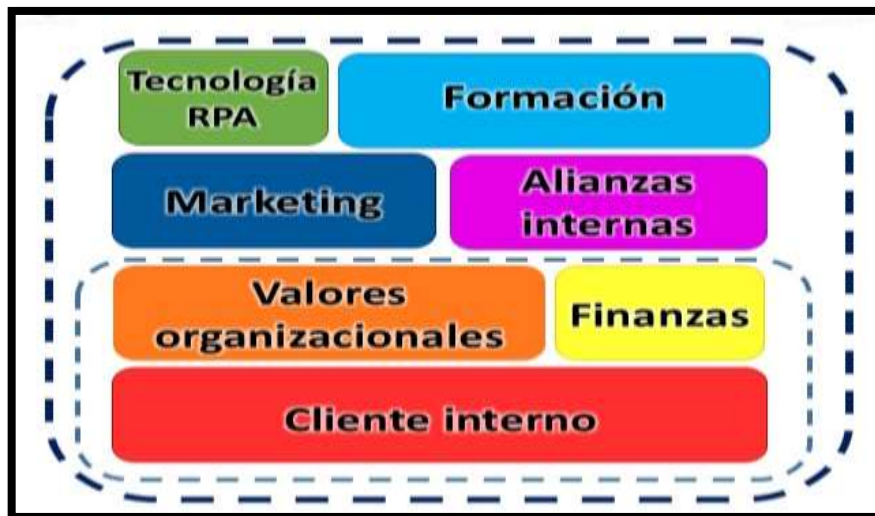 Tecnología
RPA
Formación
Marketing
Alianzas
internas
Valores
organizacionales
Finanzas
Cliente interno